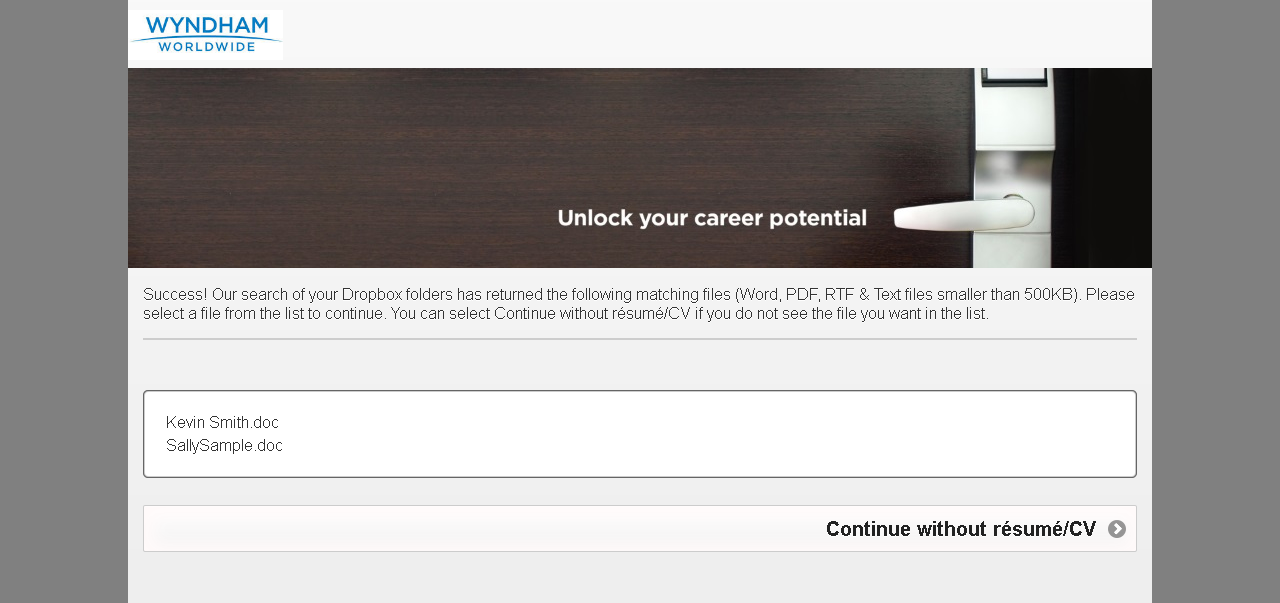 WYNDHAM
WORLDWIDE
Unlock your career potential
Success! Our search of your Dropbox folders has returned the following matching files (Word, PDF, RTF & Text files smaller than 500KB). Please
select a file from the list to continue. You can select Continue without résumé/CV if you do not see the file you want in the list.
Kevin Smith.doc
SallySample.doc
Continue without résumé/CV